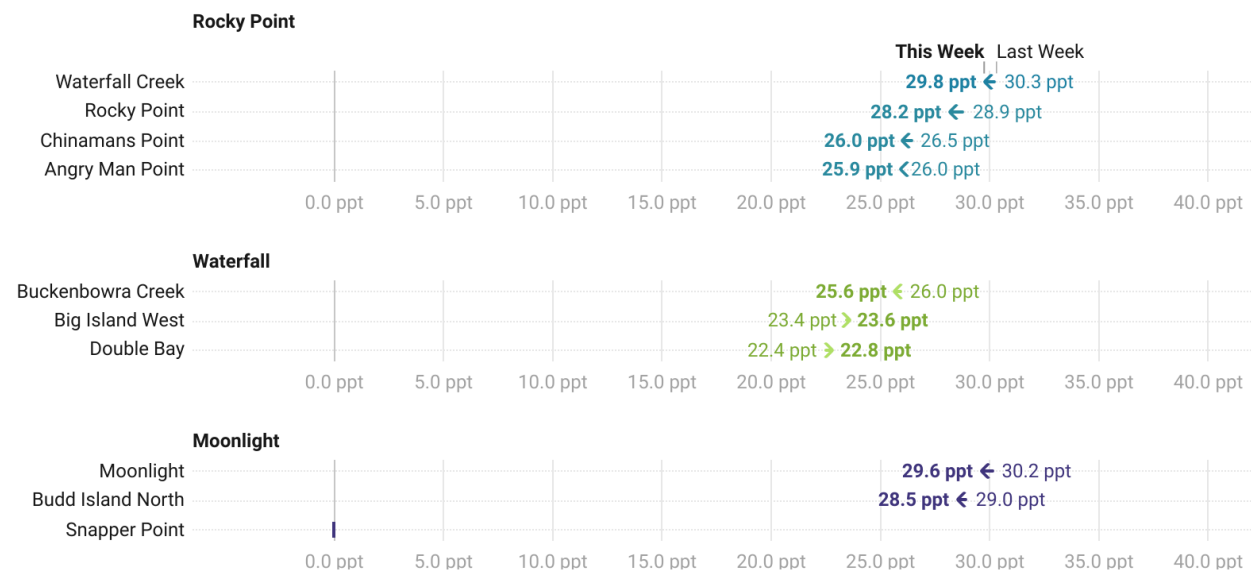 Rocky Point
This Week Last Week
Waterfall Creek 29.8 ppt 30.3 ppt
Rocky Point 28.2 ppt 28.9 ppt
Chinamans Point 26.0 ppt 26.5 ppt
Angry Man Point 25.9 ppt 26.0 ppt
0.0 ppt 5.0 ppt 10.0 ppt 15.0 ppt 20.0 ppt 25.0 ppt 30.0 ppt 35.0 ppt 40.0 ppt
Waterfall
Buckenbowra Creek 25.6 ppt 26.0 ppt
Big Island West 23.4 ppt 23.6 ppt
Double Bay 22.4 ppt 22.8 ppt
0.0 ppt 5.0 ppt 10.0 ppt 15.0 ppt 20.0 ppt 25.0 ppt 30.0 ppt 35.0 ppt 40.0 ppt
Moonlight
Moonlight 29.6 ppt 30.2 ppt
Budd Island North 28.5 ppt 29.0 ppt
Snapper Point
0.0 ppt 5.0 ppt 10.0 ppt 15.0 ppt 20.0 ppt 25.0 ppt 30.0 ppt 35.0 ppt 40.0 ppt